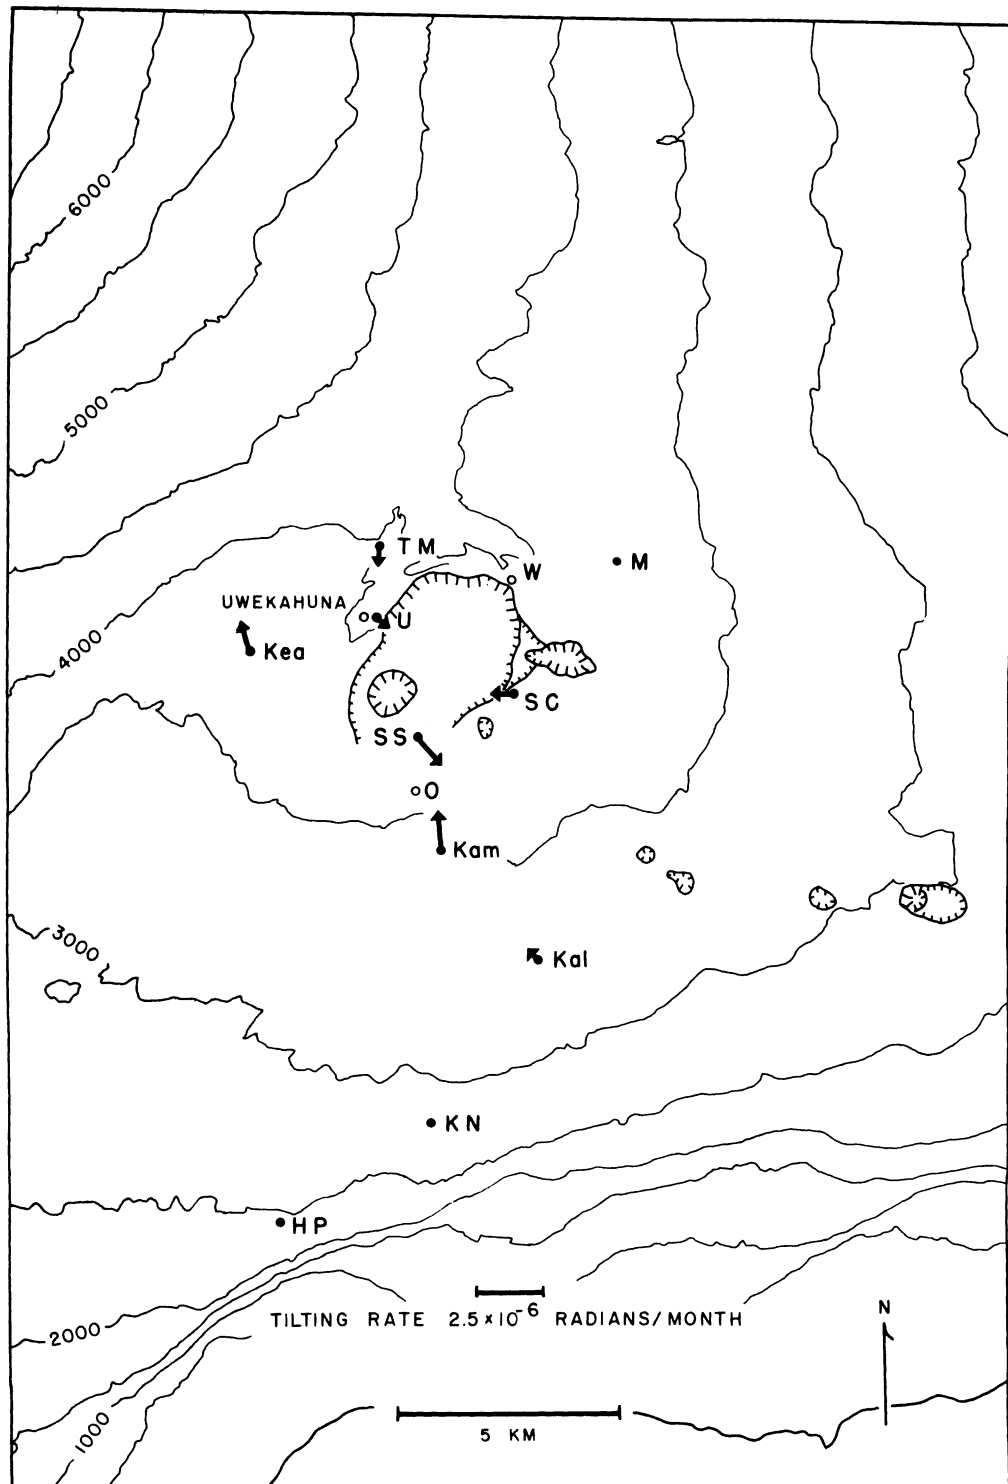 6000
5000
TM
W
M
UWEKAHUNA
U
4000
Kea
SC
SS
O
Kam
3000
Kal
KN
HP
TILTING RATE 2.5×10⁻⁶ RADIANS/MONTH
2000
N
1000
5 KM